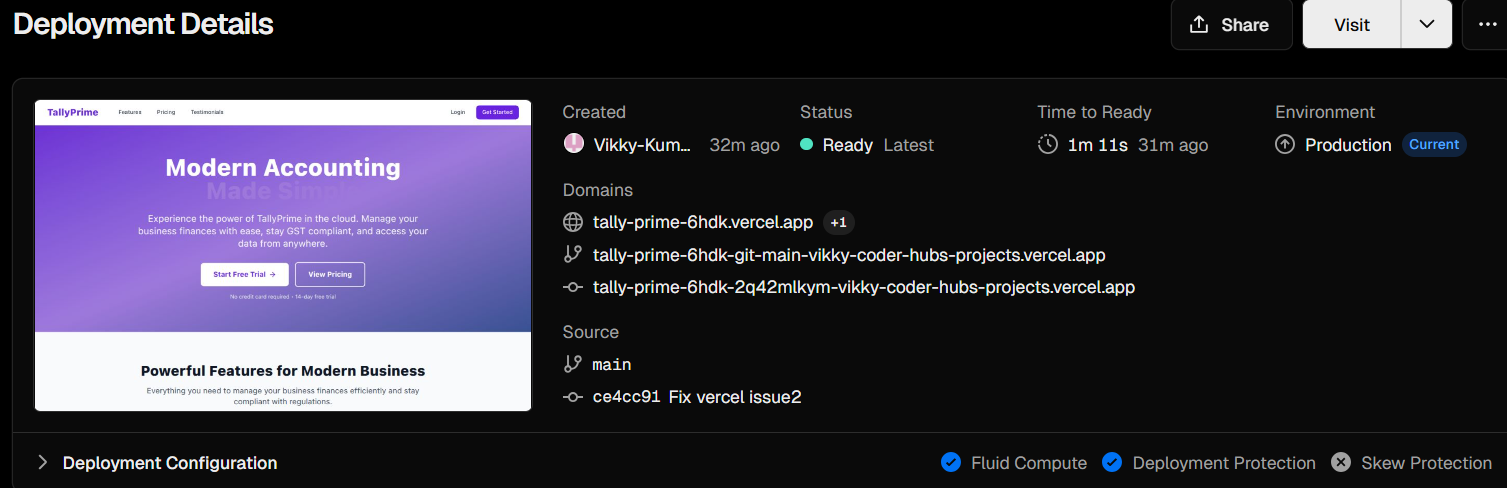 Deployment Details
Share
Visit
TallyPrime
Features
Pricing
Testimonials
Login
Get Started
Modern Accounting
Made Simple
Experience the power of TallyPrime in the cloud. Manage your
business finances with ease, stay GST compliant, and access your
data from anywhere.
Start Free Trial →
View Pricing
No credit card required • 14-day free trial
Powerful Features for Modern Business
Everything you need to manage your business finances efficiently and stay
compliant with regulations.
Created
Vikky-Kum... 32m ago
Status
Ready Latest
Time to Ready
1m 11s 31m ago
Environment
Production Current
Domains
tally-prime-6hdk.vercel.app +1
tally-prime-6hdk-git-main-vikky-coder-hubs-projects.vercel.app
tally-prime-6hdk-2q42mlkym-vikky-coder-hubs-projects.vercel.app
Source
main
ce4cc91 Fix vercel issue2
Deployment Configuration
Fluid Compute
Deployment Protection
Skew Protection